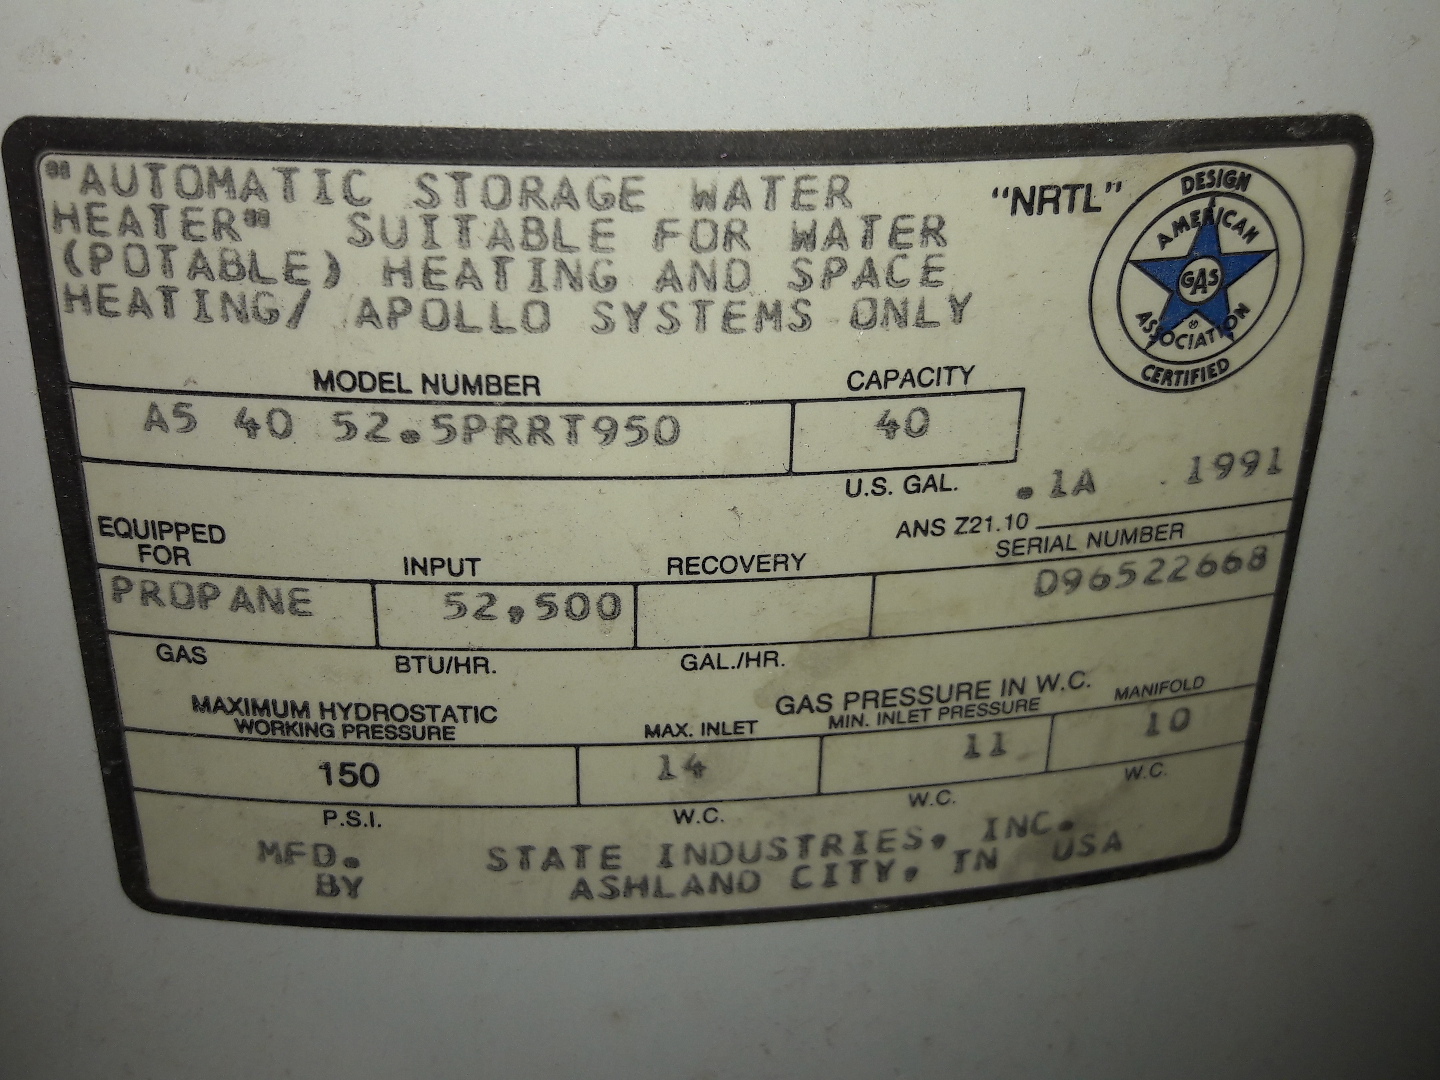 "AUTOMATIC STORAGE WATER
HEATER" SUITABLE FOR WATER
(POTABLE) HEATING AND SPACE
HEATING/ APOLLO SYSTEMS ONLY
"NRTL"
DESIGN
AMERICAN
GAS
ASSOCIATION
®
CERTIFIED
MODEL NUMBER CAPACITY
A5 40 52.5PRRT950 40
U.S. GAL.
.1A 1991
ANS Z21.10
EQUIPPED
FOR
INPUT RECOVERY SERIAL NUMBER
PROPANE 52,500 D96522668
GAS BTU/HR. GAL./HR.
MAXIMUM HYDROSTATIC
WORKING PRESSURE
GAS PRESSURE IN W.C.
MAX. INLET MIN. INLET PRESSURE MANIFOLD
150 14 11 10
P.S.I. W.C. W.C. W.C.
MFD. STATE INDUSTRIES, INC.
BY ASHLAND CITY, TN USA